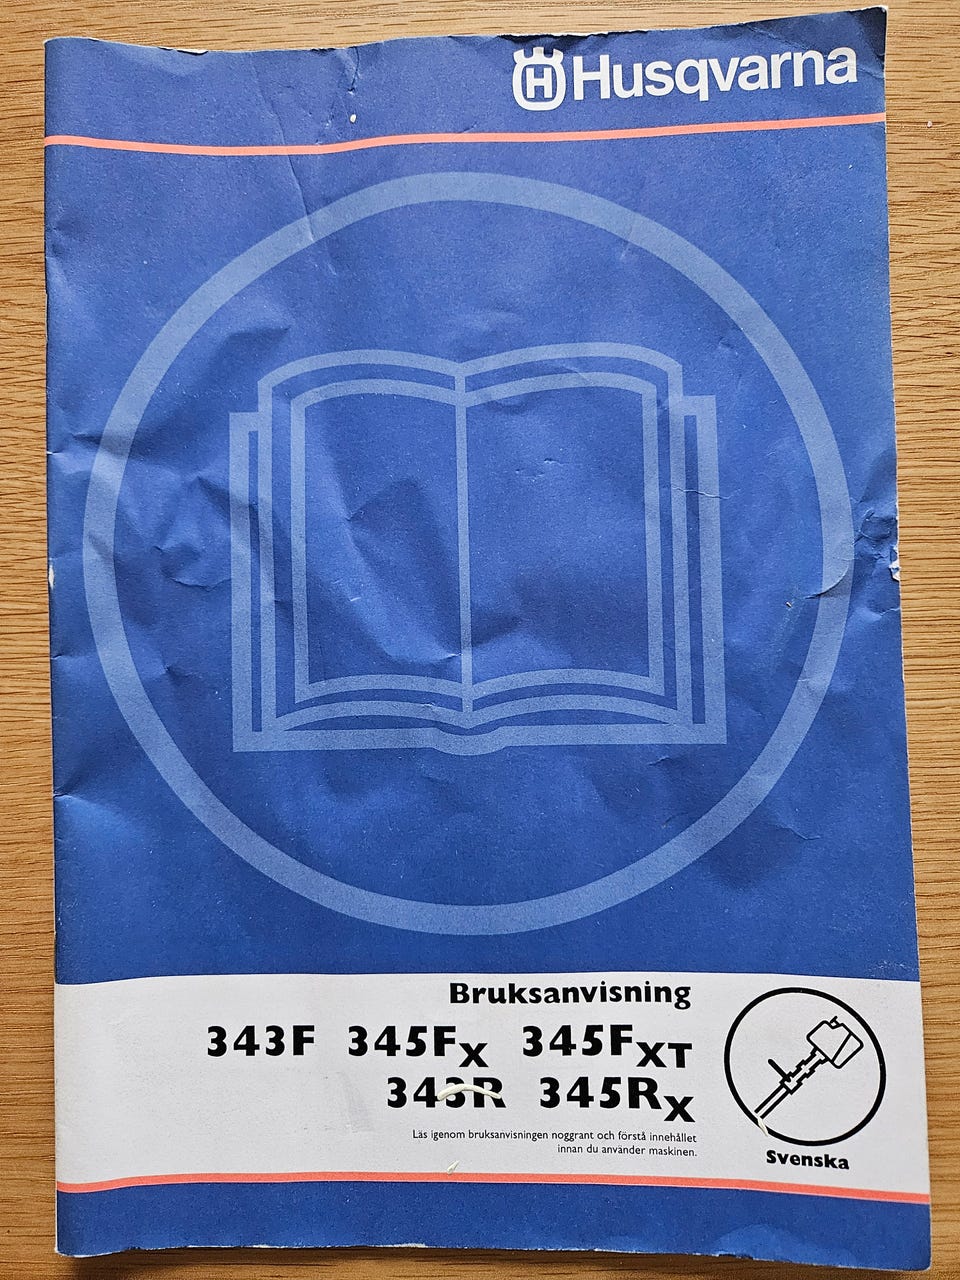 Husqvarna
Bruksanvisning
343F 345FX 345FXT
343R 345RX
Läs igenom bruksanvisningen noggrant och förstå innehållet
innan du använder maskinen.
Svenska